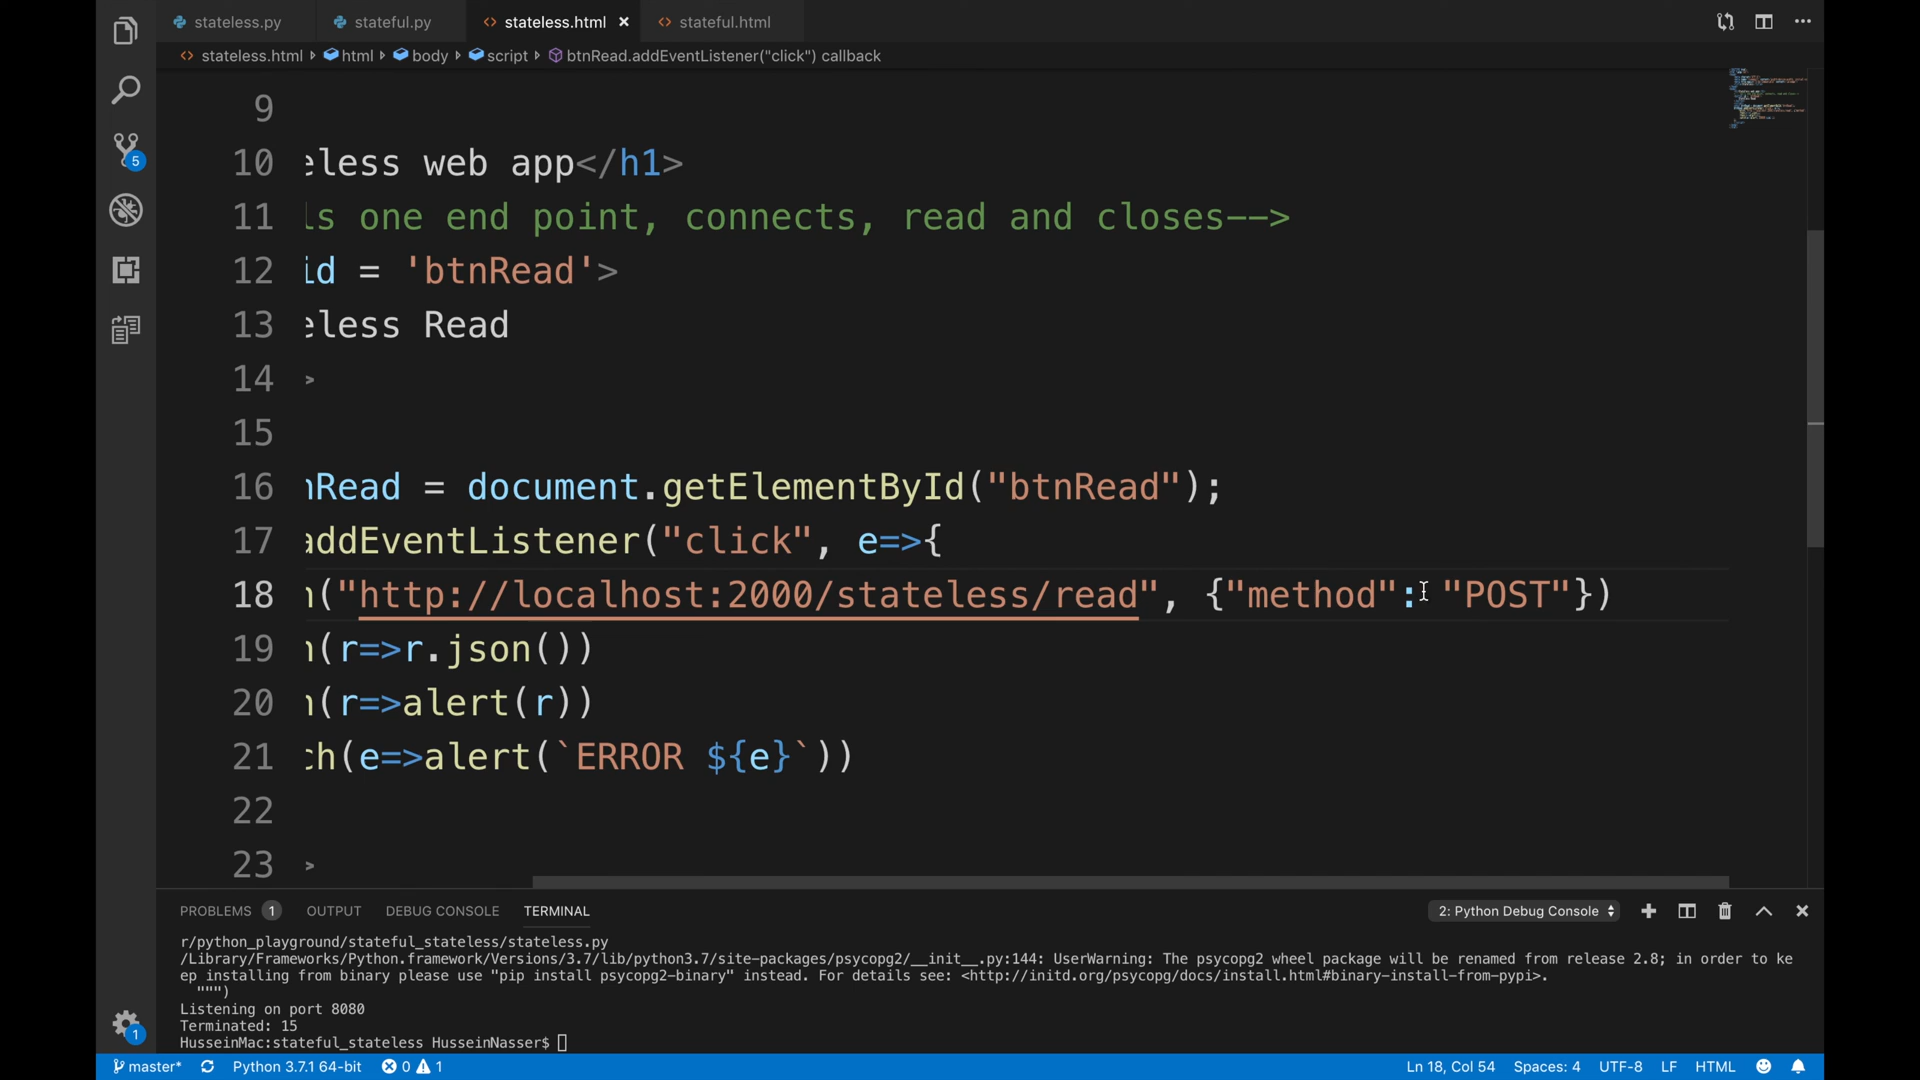 stateless.py stateful.py <> stateless.html × <> stateful.html ...
<> stateless.html html body script btnRead.addEventListener("click") callback
9
10 eless web app</h1>
11 ls one end point, connects, read and closes-->
12 id = 'btnRead'>
13 eless Read
14 >
15
16 nRead = document.getElementById("btnRead");
17 addEventListener("click", e=>{
18 h("http://localhost:2000/stateless/read", {"method": "POST"})
19 n(r=>r.json())
20 n(r=>alert(r))
21 ch(e=>alert(`ERROR ${e}`))
22
23 >
5
PROBLEMS 1 OUTPUT DEBUG CONSOLE TERMINAL 2: Python Debug Console
r/python_playground/stateful_stateless/stateless.py
/Library/Frameworks/Python.framework/Versions/3.7/lib/python3.7/site-packages/psycopg2/__init__.py:144: UserWarning: The psycopg2 wheel package will be renamed from release 2.8; in order to ke
ep installing from binary please use "pip install psycopg2-binary" instead. For details see: <http://initd.org/psycopg/docs/install.html#binary-install-from-pypi>.
""")
Listening on port 8080
Terminated: 15
HusseinMac:stateful_stateless HusseinNasser$
1
master* Python 3.7.1 64-bit 0 1 Ln 18, Col 54 Spaces: 4 UTF-8 LF HTML